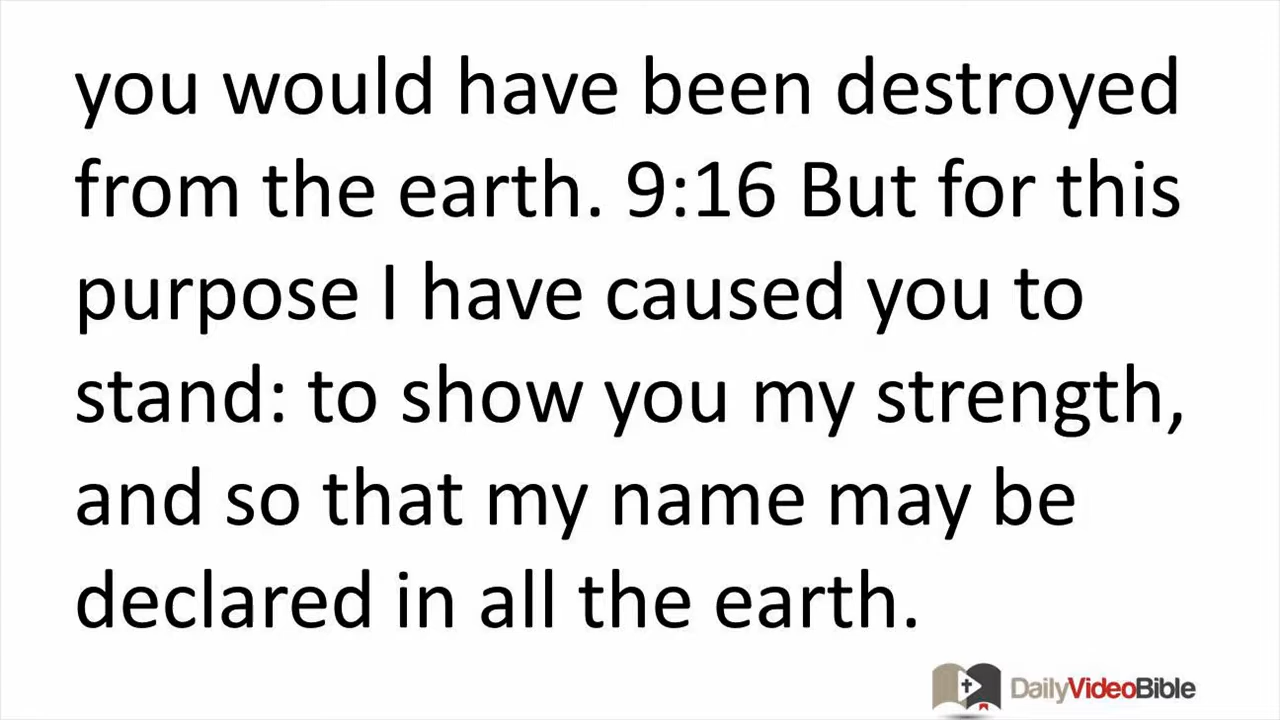 you would have been destroyed
from the earth. 9:16 But for this
purpose I have caused you to
stand: to show you my strength,
and so that my name may be
declared in all the earth.
DailyVideoBible